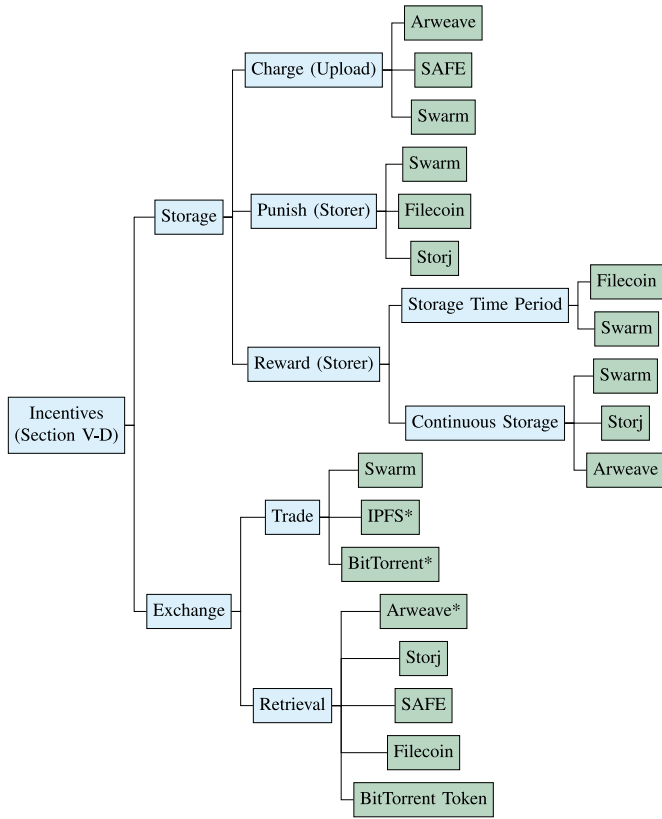 Incentives
(Section V-D)
Storage
Charge (Upload)
Arweave
SAFE
Swarm
Punish (Storer)
Swarm
Filecoin
Storj
Reward (Storer)
Storage Time Period
Filecoin
Swarm
Continuous Storage
Swarm
Storj
Arweave
Exchange
Trade
Swarm
IPFS*
BitTorrent*
Retrieval
Arweave*
Storj
SAFE
Filecoin
BitTorrent Token